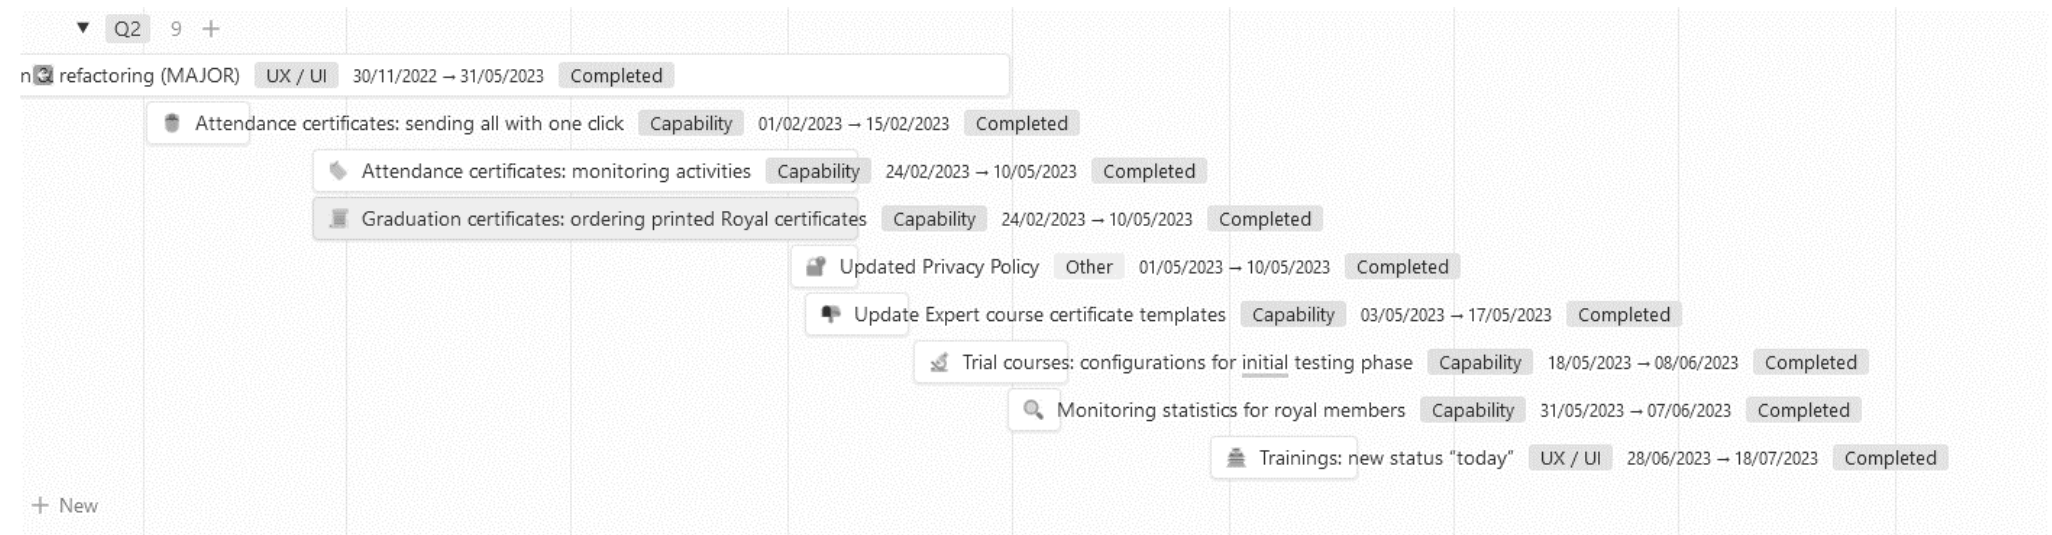 ▼ Q2 9 +
n refactoring (MAJOR) UX / UI 30/11/2022 → 31/05/2023 Completed
Attendance certificates: sending all with one click Capability 01/02/2023 → 15/02/2023 Completed
Attendance certificates: monitoring activities Capability 24/02/2023 → 10/05/2023 Completed
Graduation certificates: ordering printed Royal certificates Capability 24/02/2023 → 10/05/2023 Completed
Updated Privacy Policy Other 01/05/2023 → 10/05/2023 Completed
Update Expert course certificate templates Capability 03/05/2023 → 17/05/2023 Completed
Trial courses: configurations for initial testing phase Capability 18/05/2023 → 08/06/2023 Completed
Monitoring statistics for royal members Capability 31/05/2023 → 07/06/2023 Completed
Trainings: new status “today” UX / UI 28/06/2023 → 18/07/2023 Completed
+ New